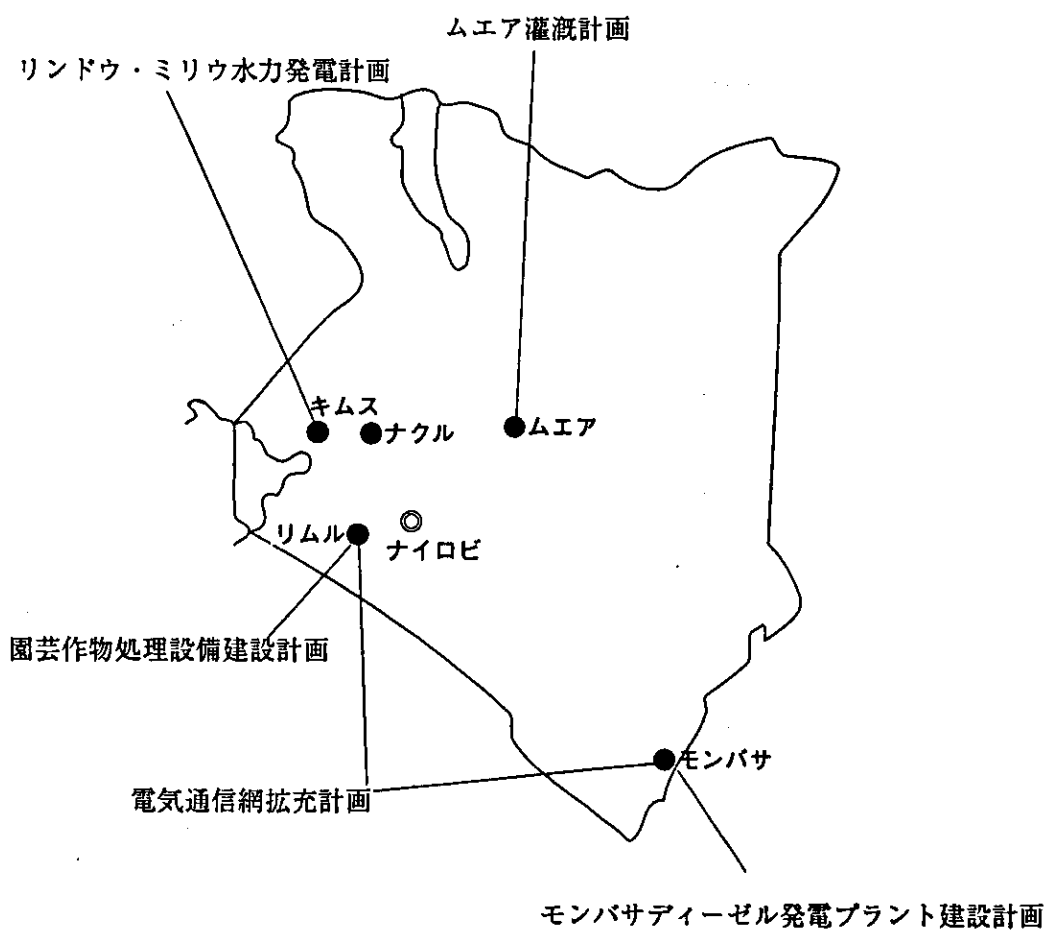 ムエア灌漑計画
リンドウ・ミリウ水力発電計画
キムス
ナクル
ムエア
リムル
ナイロビ
園芸作物処理設備建設計画
モンバサ
電気通信網拡充計画
モンバサディーゼル発電プラント建設計画